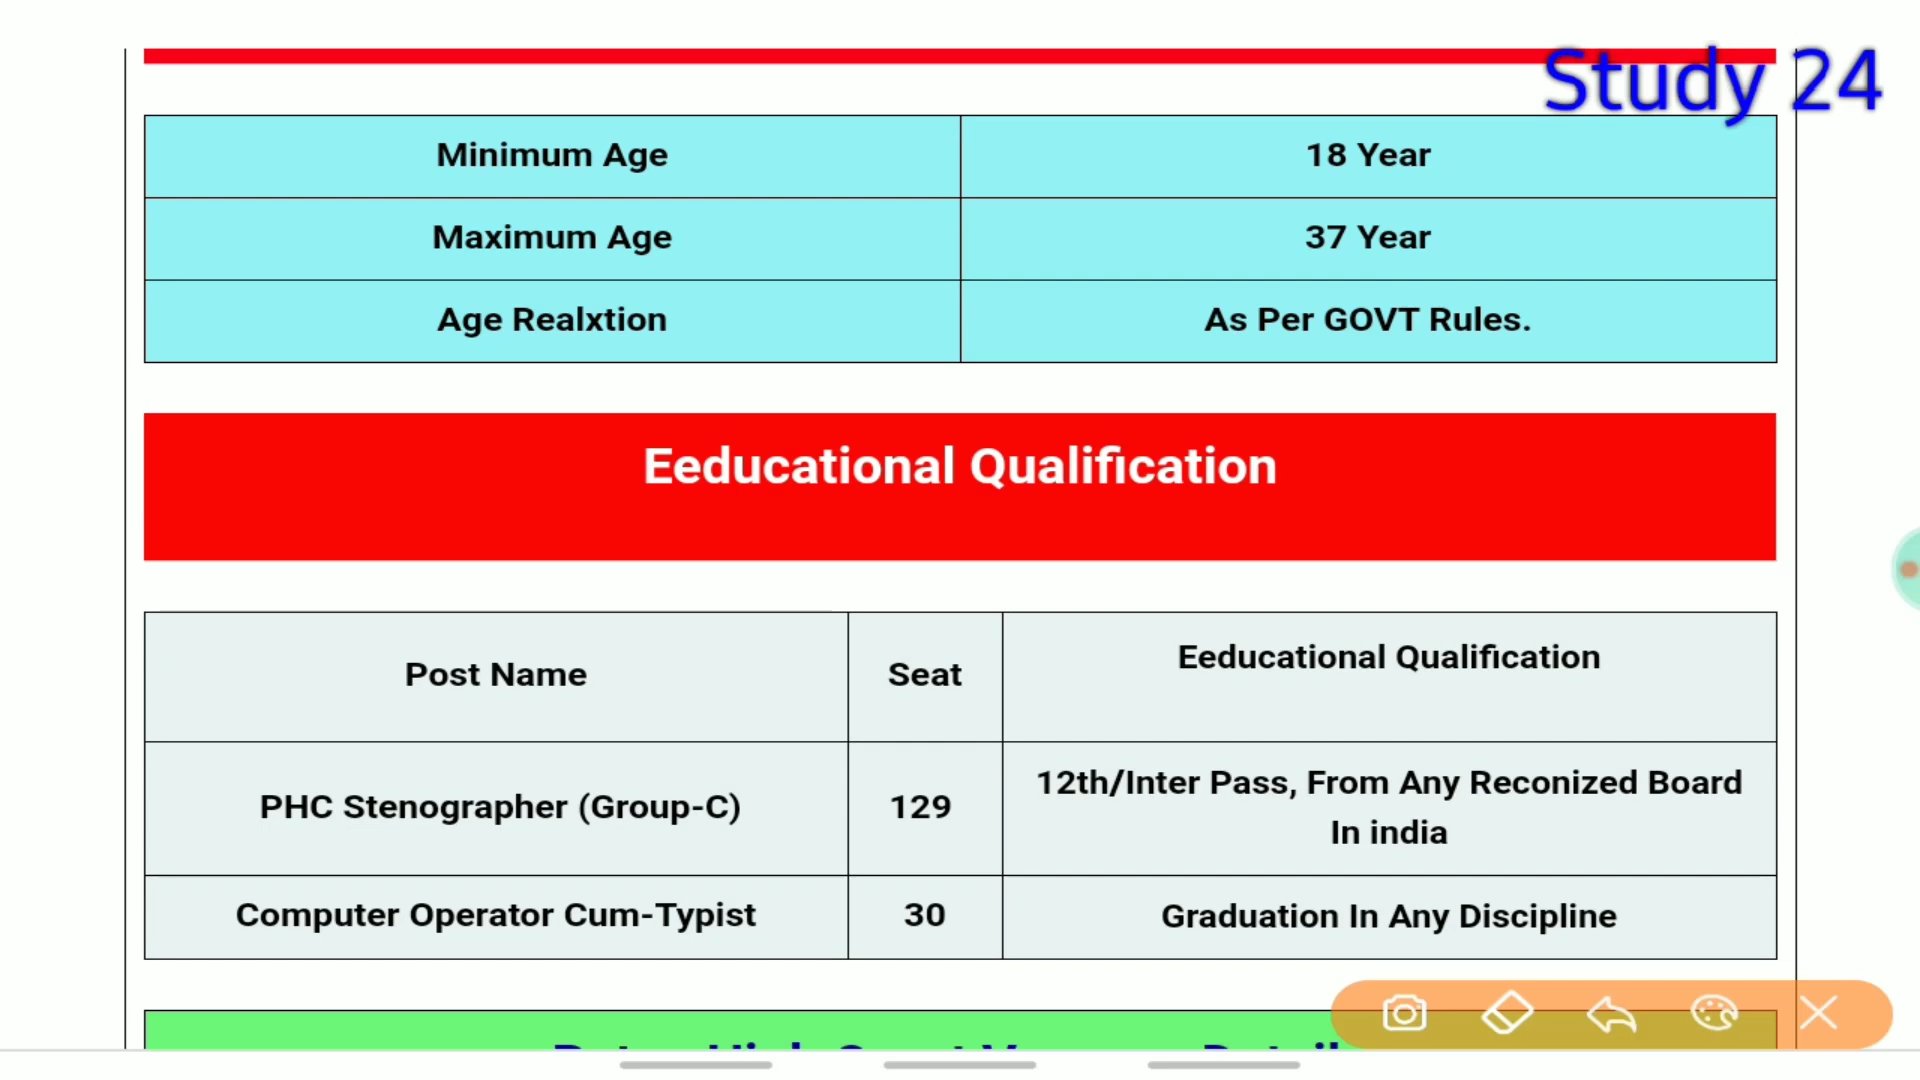 Study 24
Minimum Age 18 Year
Maximum Age 37 Year
Age Realxtion As Per GOVT Rules.
Eeducational Qualification
Post Name Seat Eeducational Qualification
PHC Stenographer (Group-C) 129 12th/Inter Pass, From Any Reconized Board
In india
Computer Operator Cum-Typist 30 Graduation In Any Discipline